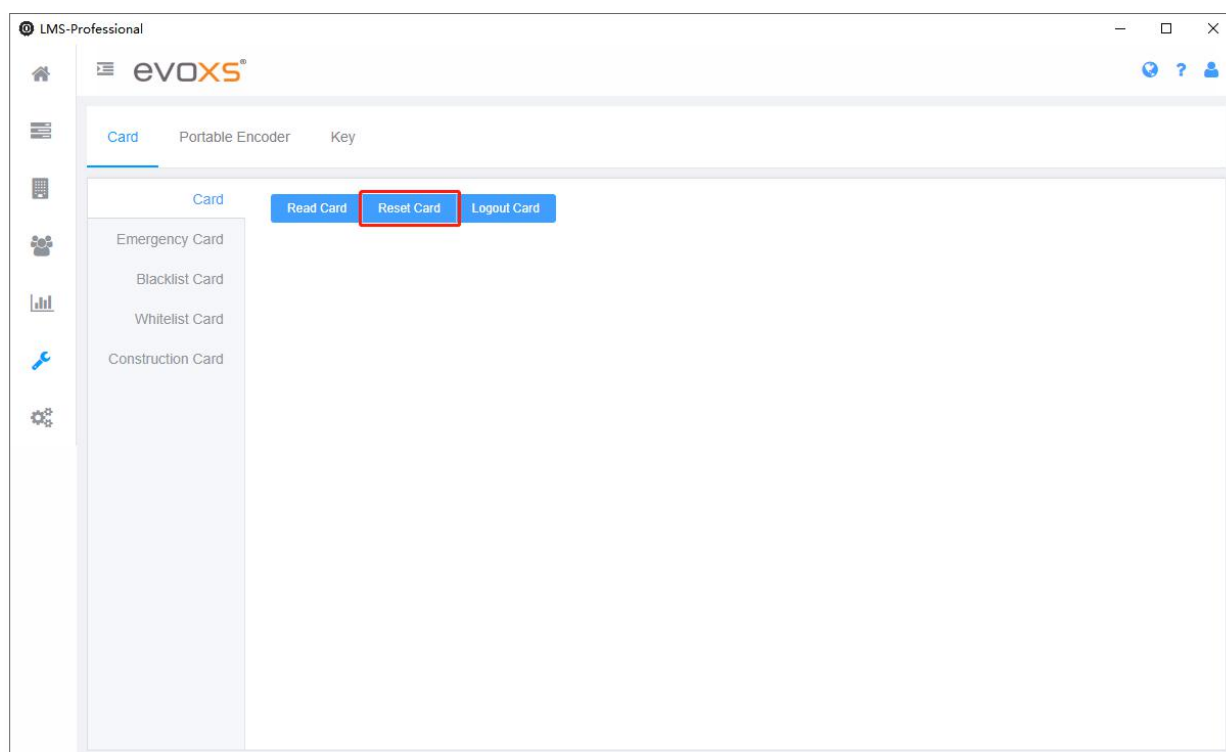 LMS-Professional
evoxs®
?
Card Portable Encoder Key
Card
Read Card Reset Card Logout Card
Emergency Card
Blacklist Card
Whitelist Card
Construction Card